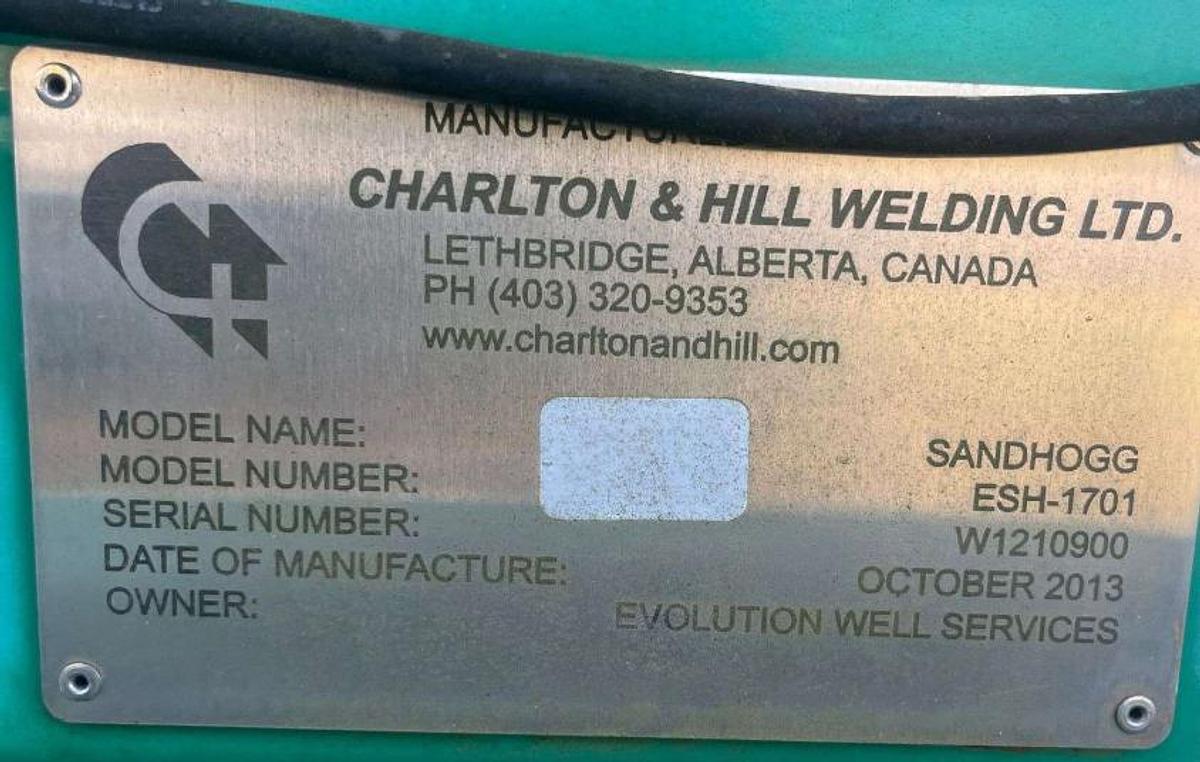 CHARLTON & HILL WELDING LTD.
LETHBRIDGE, ALBERTA, CANADA
PH (403) 320-9353
www.charltonandhill.com
MODEL NAME: SANDHOGG
MODEL NUMBER: ESH-1701
SERIAL NUMBER: W1210900
DATE OF MANUFACTURE: OCTOBER 2013
OWNER: EVOLUTION WELL SERVICES